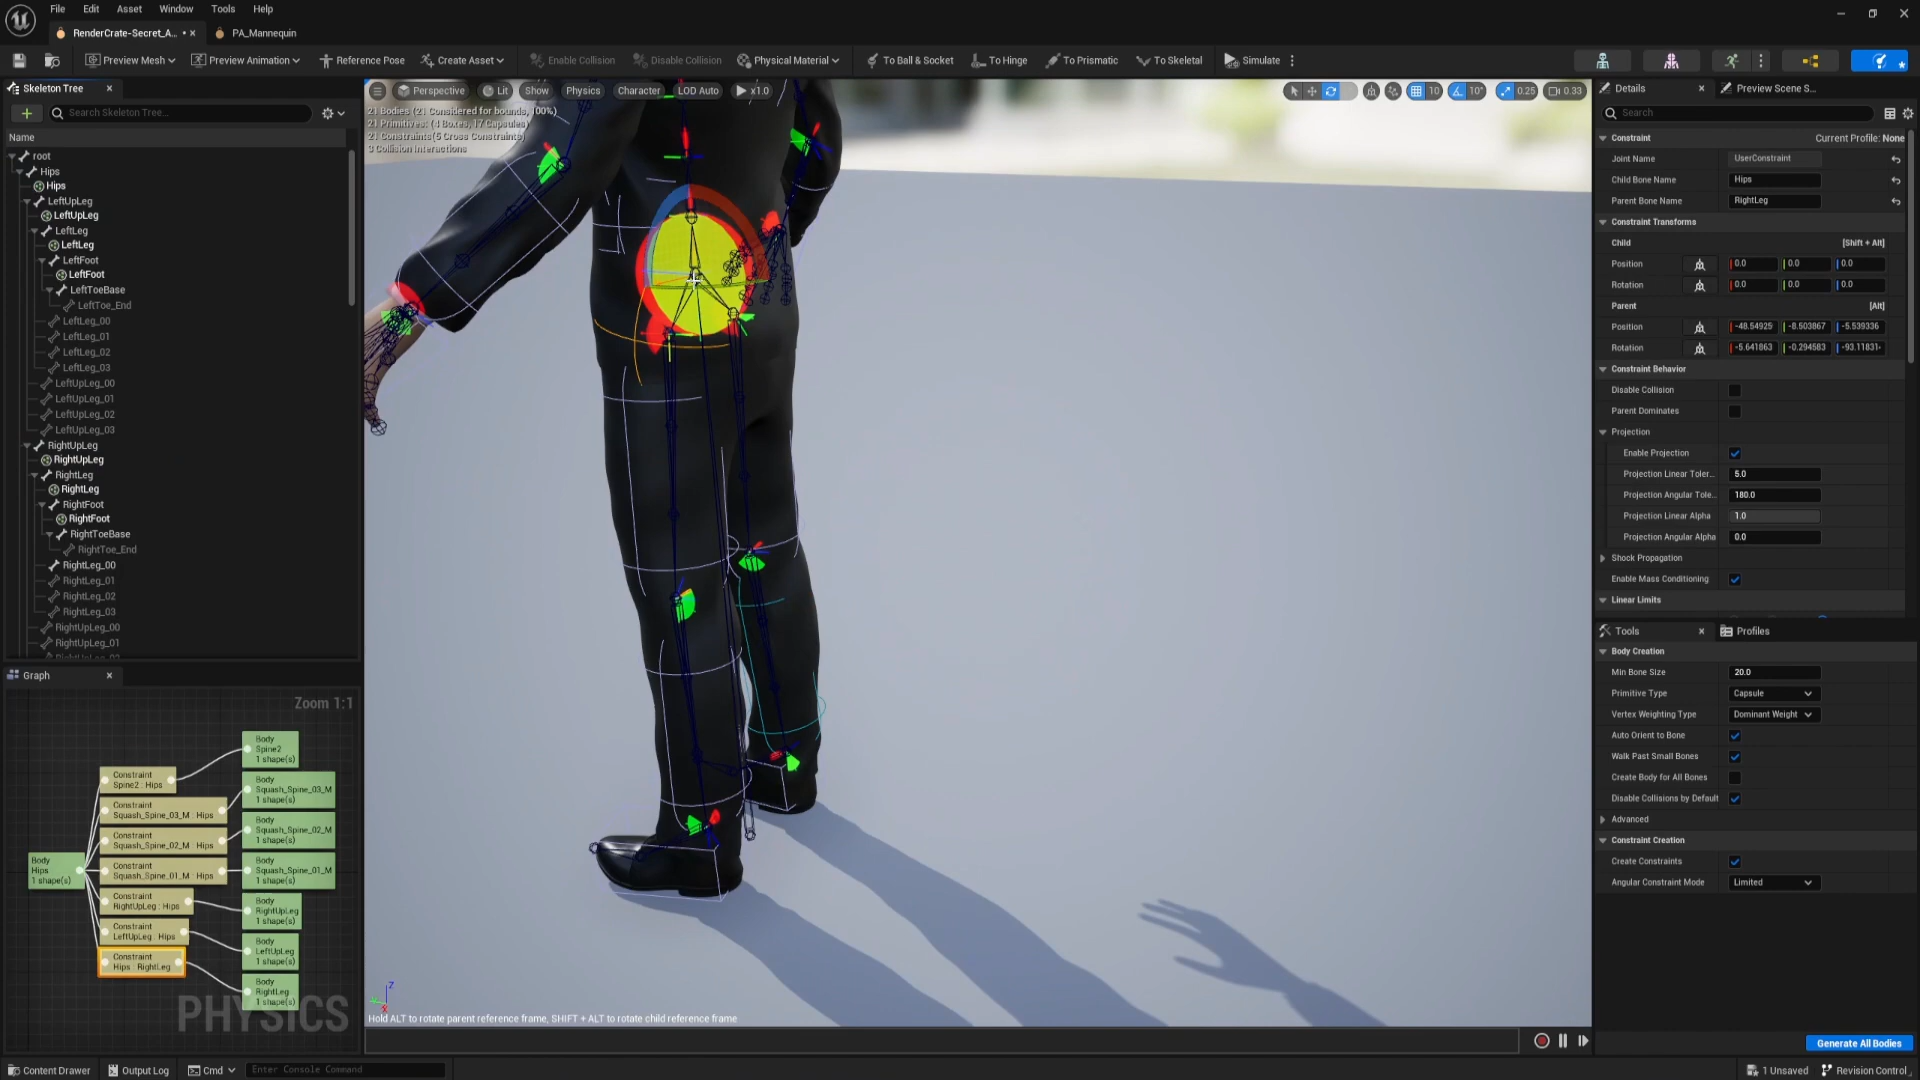 File Edit Asset Window Tools Help
RenderCrate-Secret_A... • × PA_Mannequin
Preview Mesh Preview Animation Reference Pose Create Asset Enable Collision Disable Collision Physical Material To Ball & Socket To Hinge To Prismatic To Skeletal Simulate
Skeleton Tree ×
Search Skeleton Tree...
Name
root
Hips
Hips
LeftUpLeg
LeftUpLeg
LeftLeg
LeftLeg
LeftFoot
LeftFoot
LeftToeBase
LeftToe_End
LeftLeg_00
LeftLeg_01
LeftLeg_02
LeftLeg_03
LeftUpLeg_00
LeftUpLeg_01
LeftUpLeg_02
LeftUpLeg_03
RightUpLeg
RightUpLeg
RightLeg
RightLeg
RightFoot
RightFoot
RightToeBase
RightToe_End
RightLeg_00
RightLeg_01
RightLeg_02
RightLeg_03
RightUpLeg_00
RightUpLeg_01
Graph ×
Zoom 1:1
Body
Spine2
1 shape(s)
Constraint
Spine2 : Hips
Body
Squash_Spine_03_M
1 shape(s)
Constraint
Squash_Spine_03_M : Hips
Body
Squash_Spine_02_M
1 shape(s)
Constraint
Squash_Spine_02_M : Hips
Body
Hips
1 shape(s)
Constraint
Squash_Spine_01_M : Hips
Body
Squash_Spine_01_M
1 shape(s)
Constraint
RightUpLeg : Hips
Body
RightUpLeg
1 shape(s)
Constraint
LeftUpLeg : Hips
Body
LeftUpLeg
1 shape(s)
Constraint
Hips : RightLeg
Body
RightLeg
1 shape(s)
PHYSICS
Perspective Lit Show Physics Character LOD Auto x1.0 10 10° 0.25 0.33
21 Bodies (21 Considered for bounds, 100%)
21 Primitives: (4 Boxes, 17 Capsules)
21 Constraints(5 Cross Constraints)
3 Collision Interactions
Z
Hold ALT to rotate parent reference frame, SHIFT + ALT to rotate child reference frame
Details × Preview Scene S...
Search
Constraint Current Profile: None
Joint Name UserConstraint
Child Bone Name Hips
Parent Bone Name RightLeg
Constraint Transforms
Child [Shift + Alt]
Position 0.0 0.0 0.0
Rotation 0.0 0.0 0.0
Parent [Alt]
Position -48.54925 -8.503867 -5.539336
Rotation -5.641863 -0.294583 -93.11831
Constraint Behavior
Disable Collision
Parent Dominates
Projection
Enable Projection
Projection Linear Toler... 5.0
Projection Angular Tole... 180.0
Projection Linear Alpha 1.0
Projection Angular Alpha 0.0
Shock Propagation
Enable Mass Conditioning
Linear Limits
Tools × Profiles
Body Creation
Min Bone Size 20.0
Primitive Type Capsule
Vertex Weighting Type Dominant Weight
Auto Orient to Bone
Walk Past Small Bones
Create Body for All Bones
Disable Collisions by Default
Advanced
Constraint Creation
Create Constraints
Angular Constraint Mode Limited
Generate All Bodies
Content Drawer Output Log Cmd Enter Console Command 1 Unsaved Revision Control